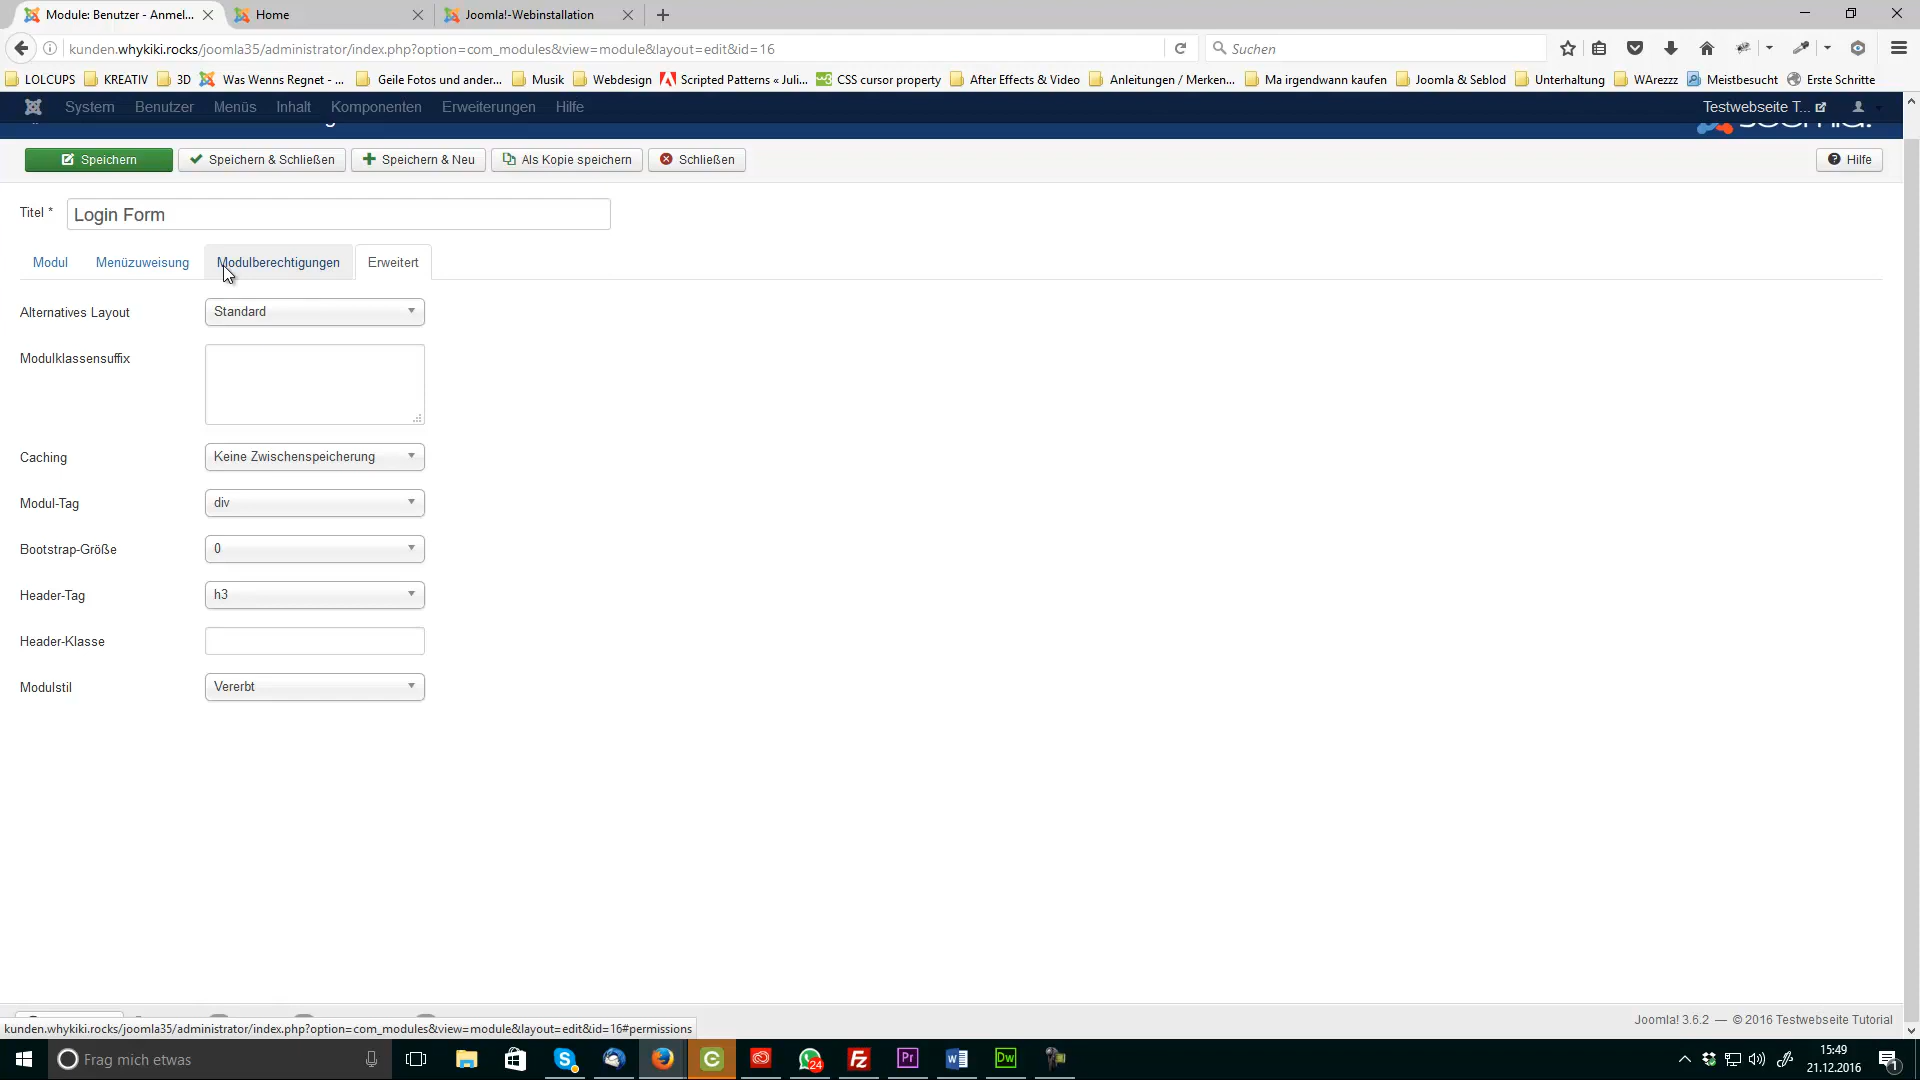 Module: Benutzer - Anmel...
Home
Joomla!-Webinstallation
kunden.whykiki.rocks/joomla35/administrator/index.php?option=com_modules&view=module&layout=edit&id=16
Suchen
LOLCUPS KREATIV 3D Was Wenns Regnet - ... Geile Fotos und ander... Musik Webdesign Scripted Patterns « Juli... CSS cursor property After Effects & Video Anleitungen / Merken... Ma irgendwann kaufen Joomla & Seblod Unterhaltung WArezzz Meistbesucht Erste Schritte
System Benutzer Menüs Inhalt Komponenten Erweiterungen Hilfe Testwebseite T...
Speichern Speichern & Schließen Speichern & Neu Als Kopie speichern Schließen Hilfe
Titel * Login Form
Modul Menüzuweisung Modulberechtigungen Erweitert
Alternatives Layout Standard
Modulklassensuffix
Caching Keine Zwischenspeicherung
Modul-Tag div
Bootstrap-Größe 0
Header-Tag h3
Header-Klasse
Modulstil Vererbt
Joomla! 3.6.2 — © 2016 Testwebseite Tutorial
kunden.whykiki.rocks/joomla35/administrator/index.php?option=com_modules&view=module&layout=edit&id=16#permissions
Frag mich etwas
24
Pr
Dw
15:49
21.12.2016
1